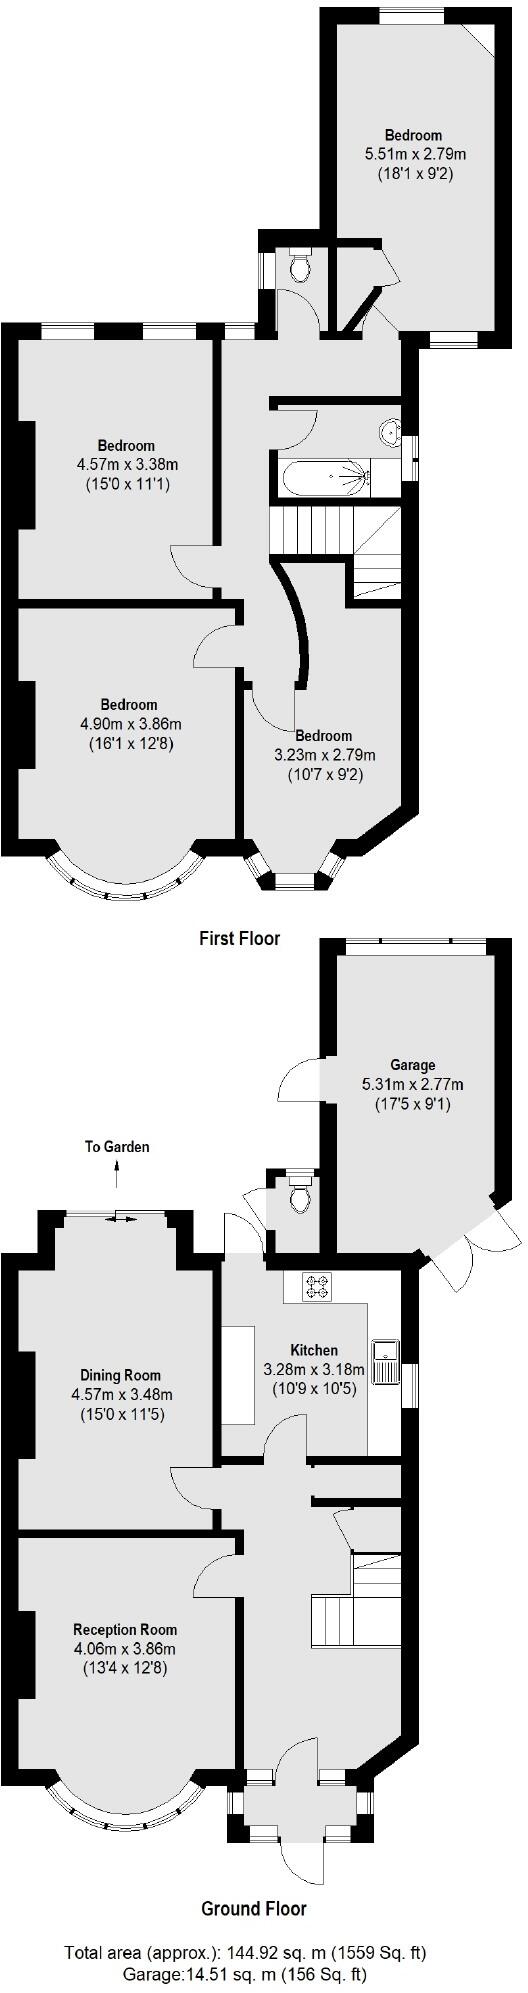 Bedroom
5.51m x 2.79m
(18'1 x 9'2)
Bedroom
4.57m x 3.38m
(15'0 x 11'1)
Bedroom
4.90m x 3.86m
(16'1 x 12'8)
Bedroom
3.23m x 2.79m
(10'7 x 9'2)
First Floor
Garage
5.31m x 2.77m
(17'5 x 9'1)
To Garden
Kitchen
3.28m x 3.18m
(10'9 x 10'5)
Dining Room
4.57m x 3.48m
(15'0 x 11'5)
Reception Room
4.06m x 3.86m
(13'4 x 12'8)
Ground Floor
Total area (approx.): 144.92 sq. m (1559 Sq. ft)
Garage:14.51 sq. m (156 Sq. ft)